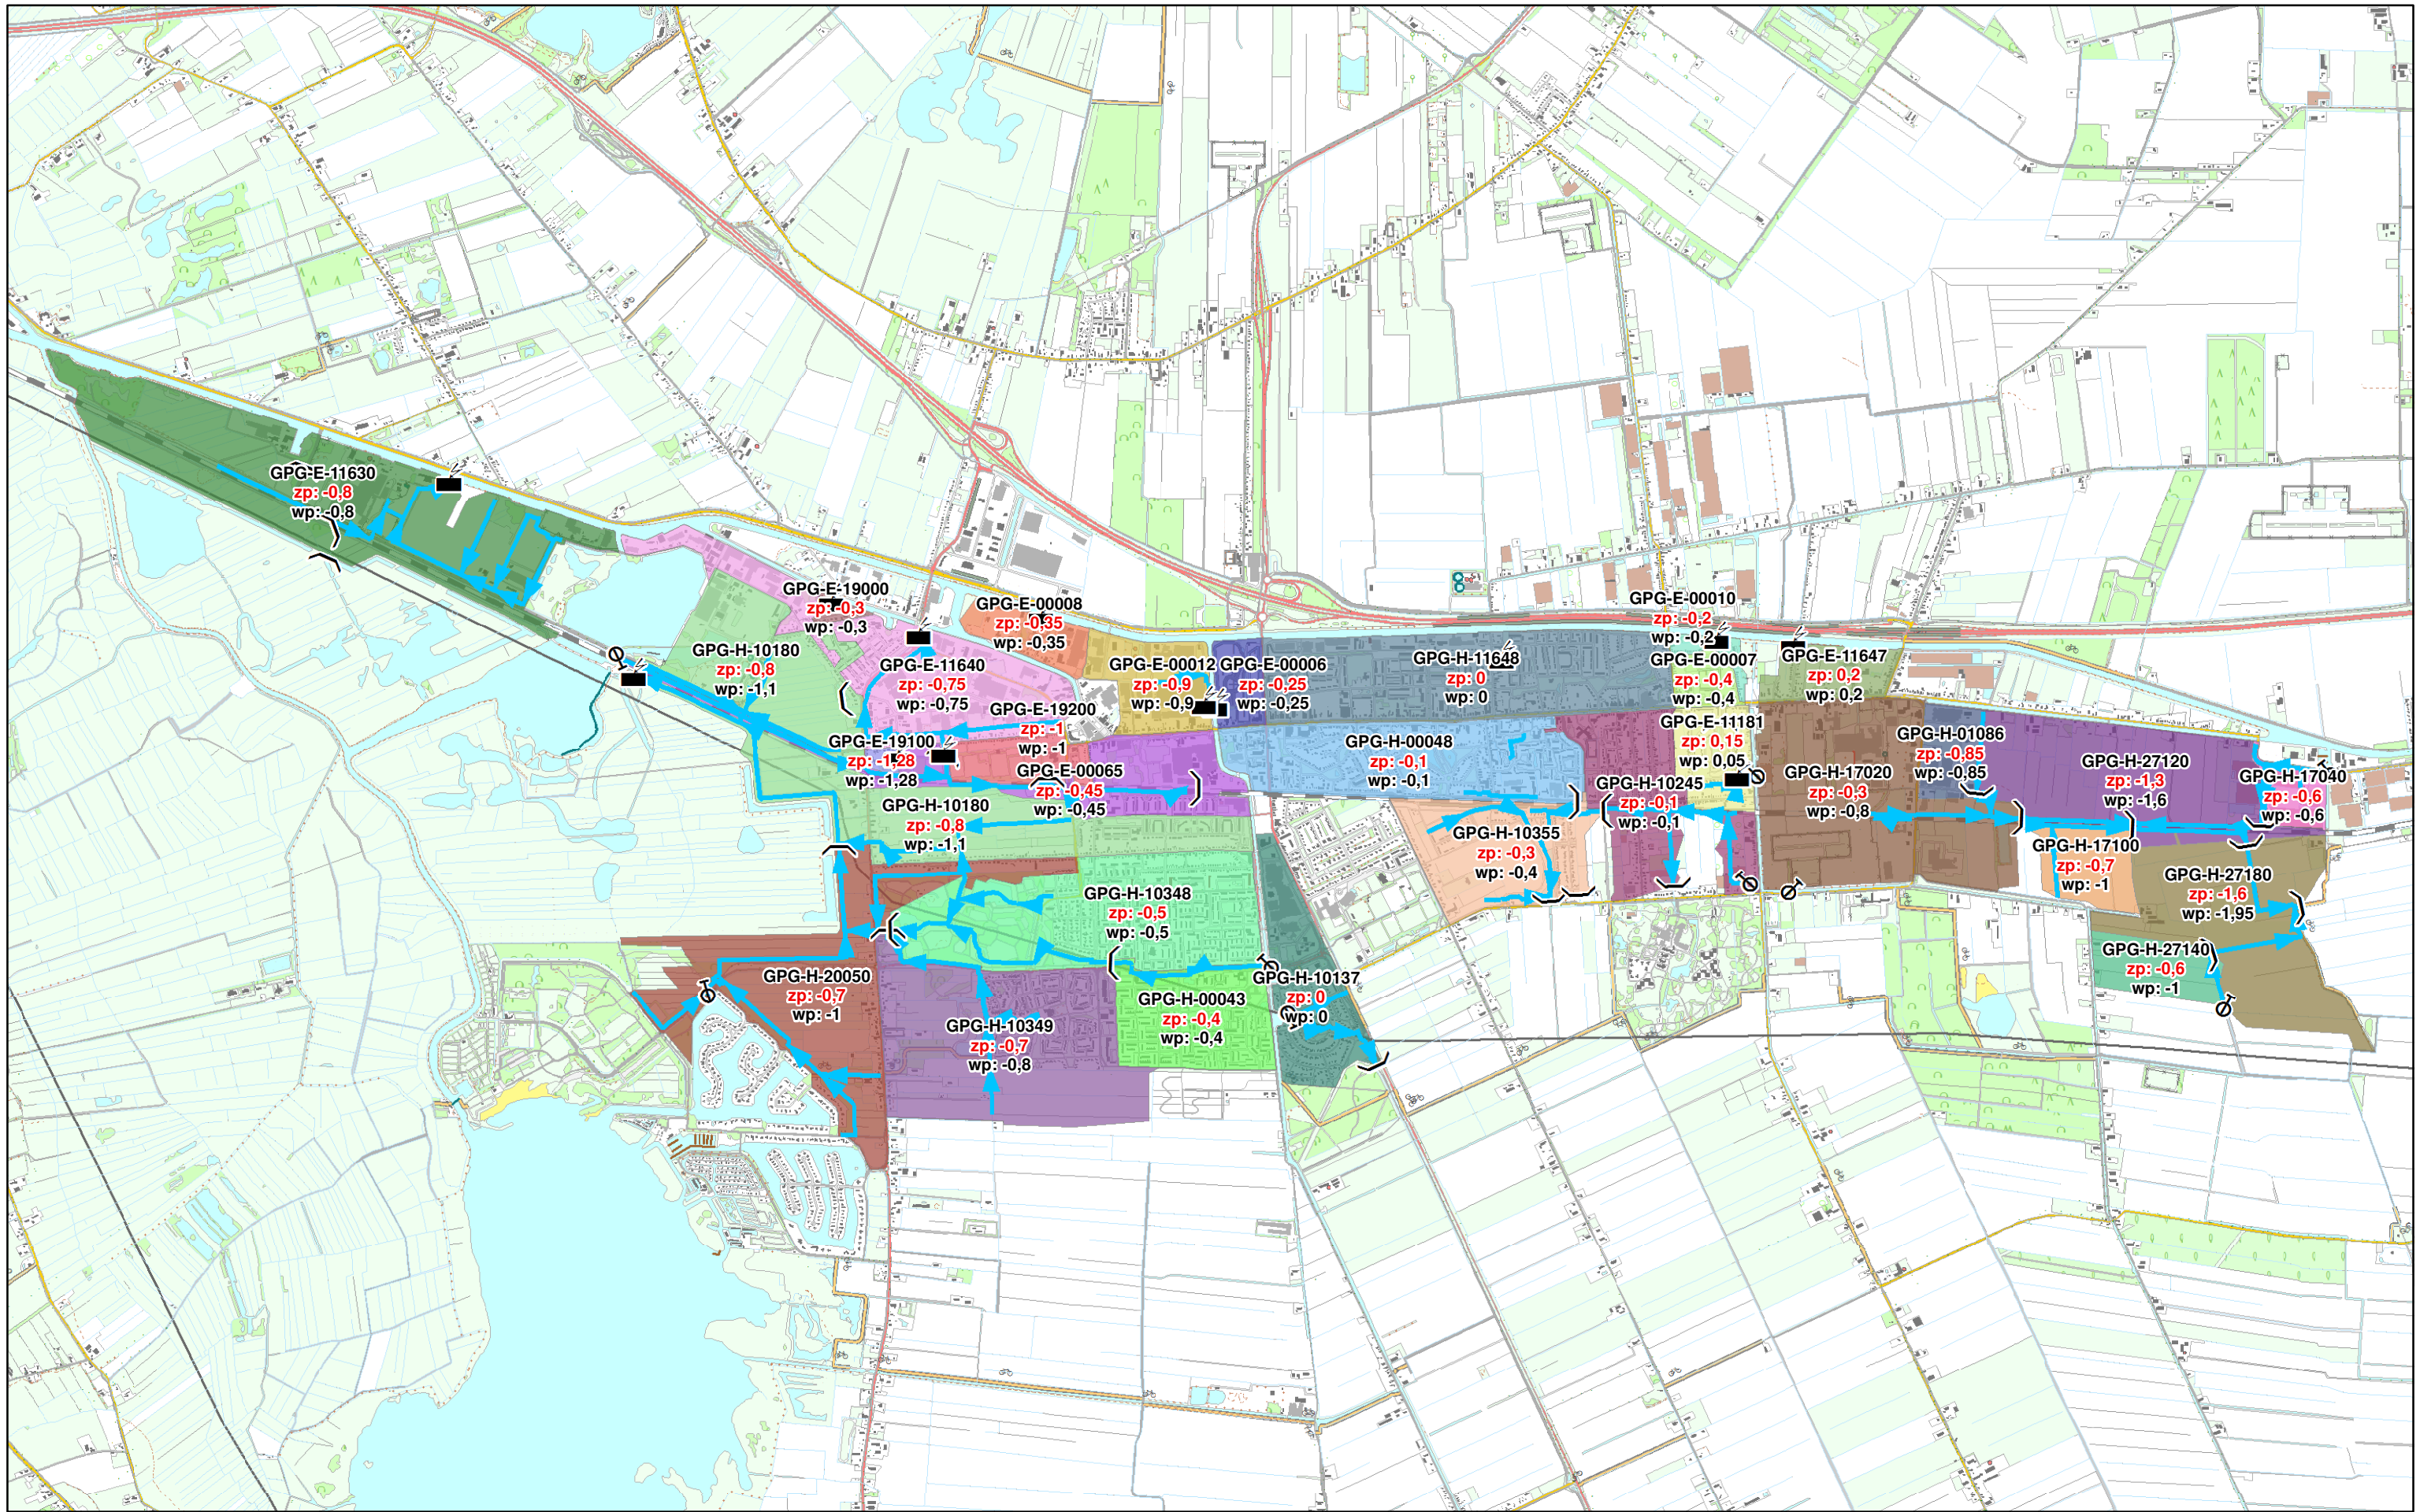 GPG-E-11630
zp: -0,8
wp: -0,8
GPG-E-19000
zp: -0,3
wp: -0,3
GPG-E-00008
zp: -0,35
wp: -0,35
GPG-E-00010
zp: -0,2
wp: -0,2
GPG-H-10180
zp: -0,8
wp: -1,1
GPG-E-11640
zp: -0,75
wp: -0,75
GPG-E-00012
zp: -0,9
wp: -0,9
GPG-E-00006
zp: -0,25
wp: -0,25
GPG-H-11648
zp: 0
wp: 0
GPG-E-00007
zp: -0,4
wp: -0,4
GPG-E-11647
zp: 0,2
wp: 0,2
GPG-E-19200
zp: -1
wp: -1
GPG-E-19100
zp: -1,28
wp: -1,28
GPG-E-00065
zp: -0,45
wp: -0,45
GPG-H-00048
zp: -0,1
wp: -0,1
GPG-E-11181
zp: 0,15
wp: 0,05
GPG-H-10245
zp: -0,1
wp: -0,1
GPG-H-17020
zp: -0,3
wp: -0,8
GPG-H-01086
zp: -0,85
wp: -0,85
GPG-H-27120
zp: -1,3
wp: -1,6
GPG-H-17040
zp: -0,6
wp: -0,6
GPG-H-10180
zp: -0,8
wp: -1,1
GPG-H-10355
zp: -0,3
wp: -0,4
GPG-H-17100
zp: -0,7
wp: -1
GPG-H-27180
zp: -1,6
wp: -1,95
GPG-H-10348
zp: -0,5
wp: -0,5
GPG-H-27140
zp: -0,6
wp: -1
GPG-H-20050
zp: -0,7
wp: -1
GPG-H-10137
zp: 0
wp: 0
GPG-H-00043
zp: -0,4
wp: -0,4
GPG-H-10349
zp: -0,7
wp: -0,8